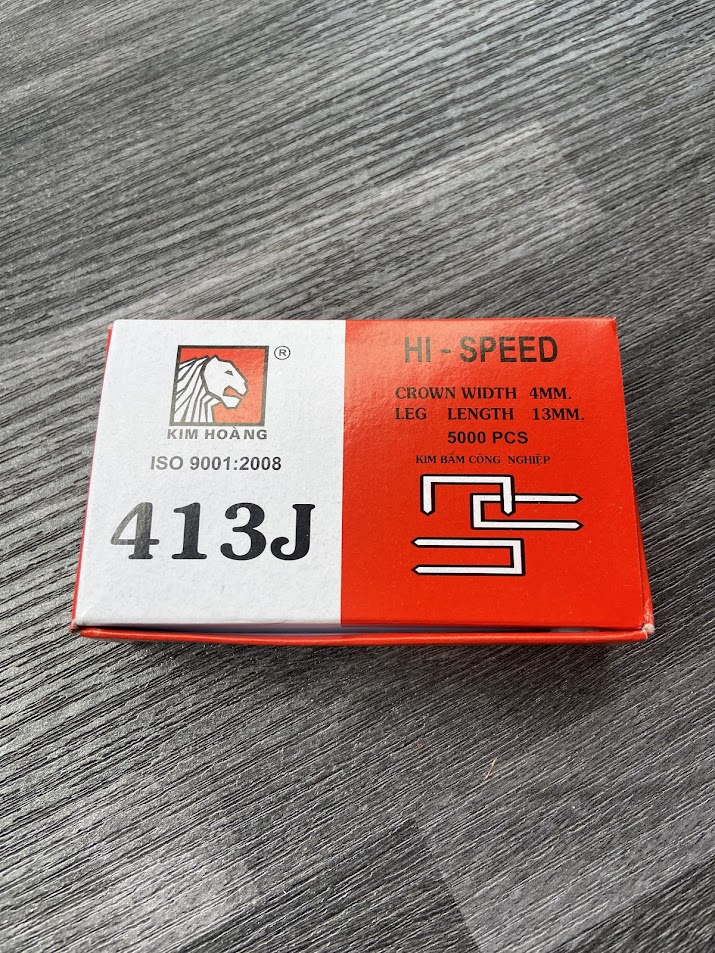 ®
KIM HOÀNG
ISO 9001:2008
413J
HI - SPEED
CROWN WIDTH 4MM.
LEG LENGTH 13MM.
5000 PCS
KIM BẤM CÔNG NGHIỆP